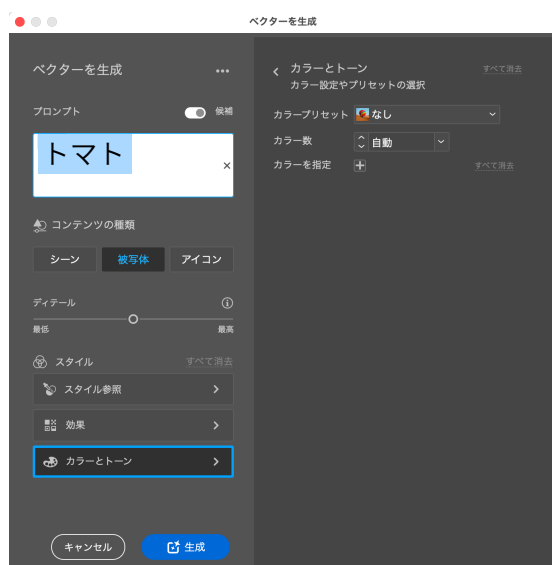 ベクターを生成
ベクターを生成
プロンプト
候補
トマト
コンテンツの種類
シーン
被写体
アイコン
ディテール
最低
最高
スタイル
すべて消去
スタイル参照
効果
カラーとトーン
キャンセル
生成
カラーとトーン
すべて消去
カラー設定やプリセットの選択
カラープリセット
なし
カラー数
自動
カラーを指定
すべて消去